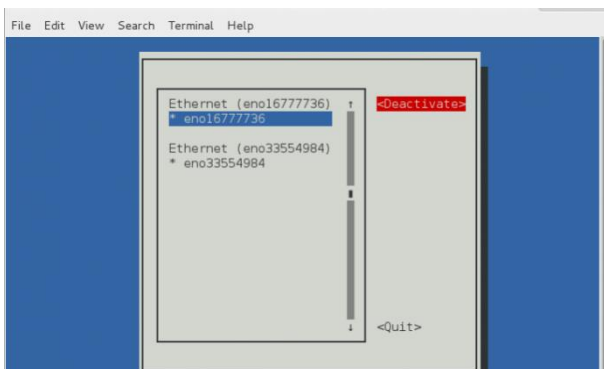 File Edit View Search Terminal Help
Ethernet (eno16777736) ↑ <Deactivate>
* eno16777736
Ethernet (eno33554984)
* eno33554984
↓ <Quit>